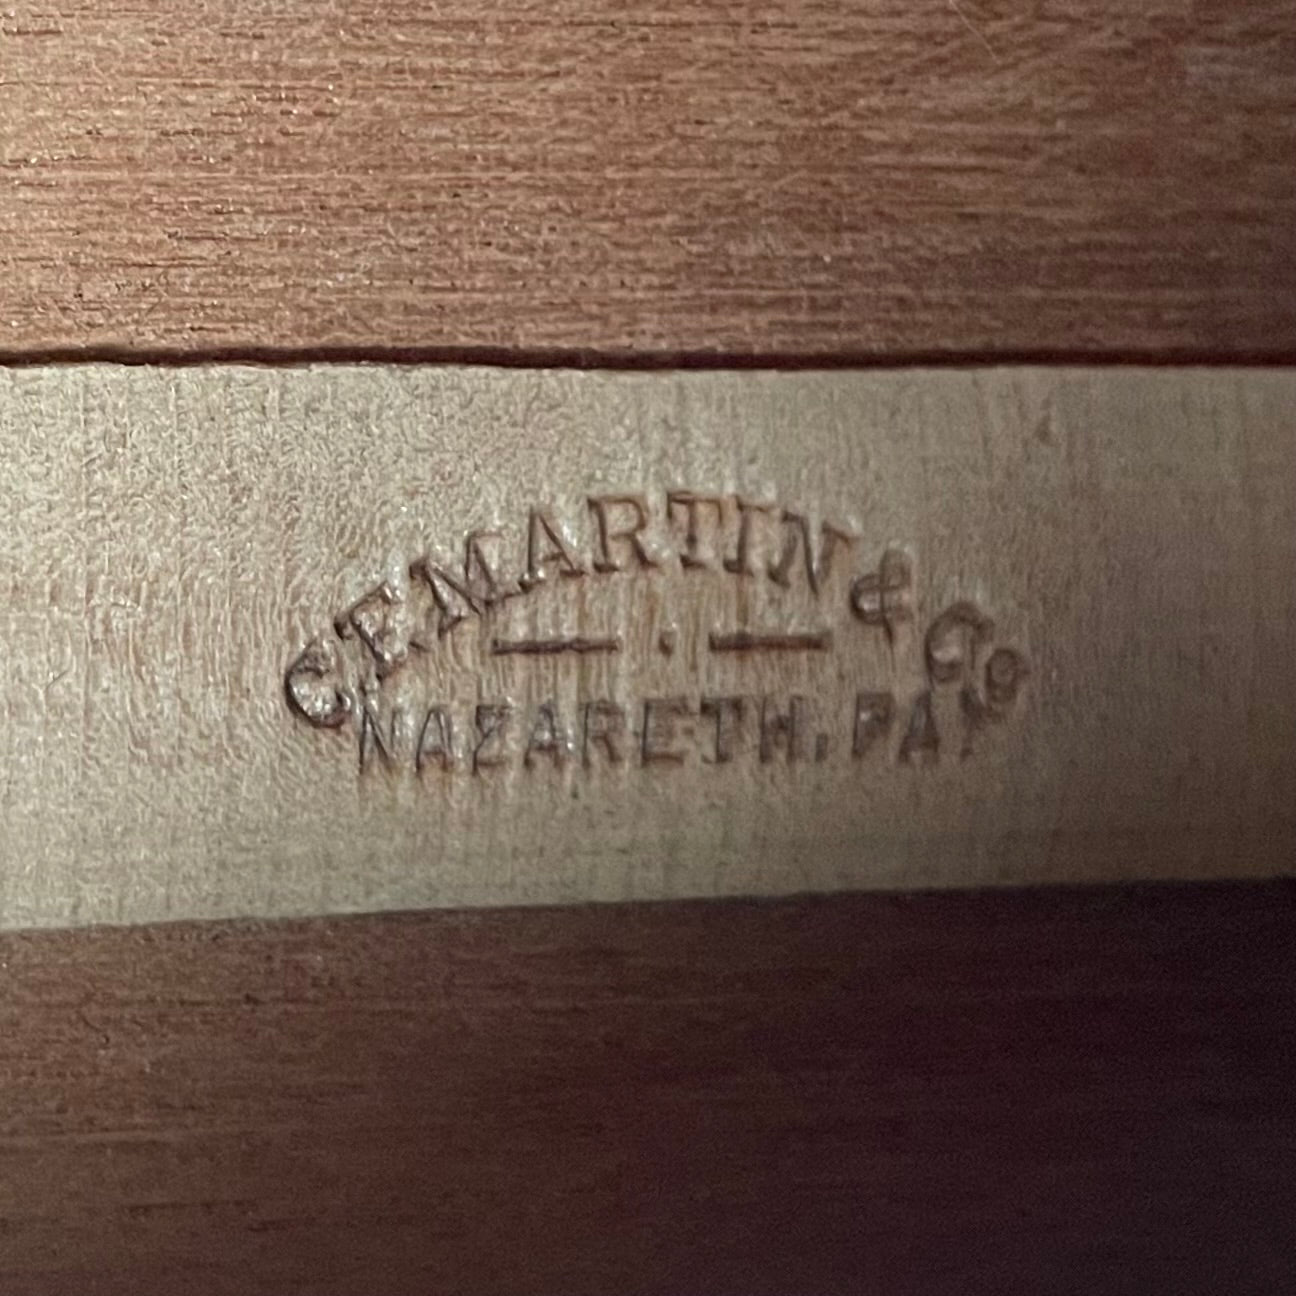 C.F. MARTIN & Co
NAZARETH, PA.